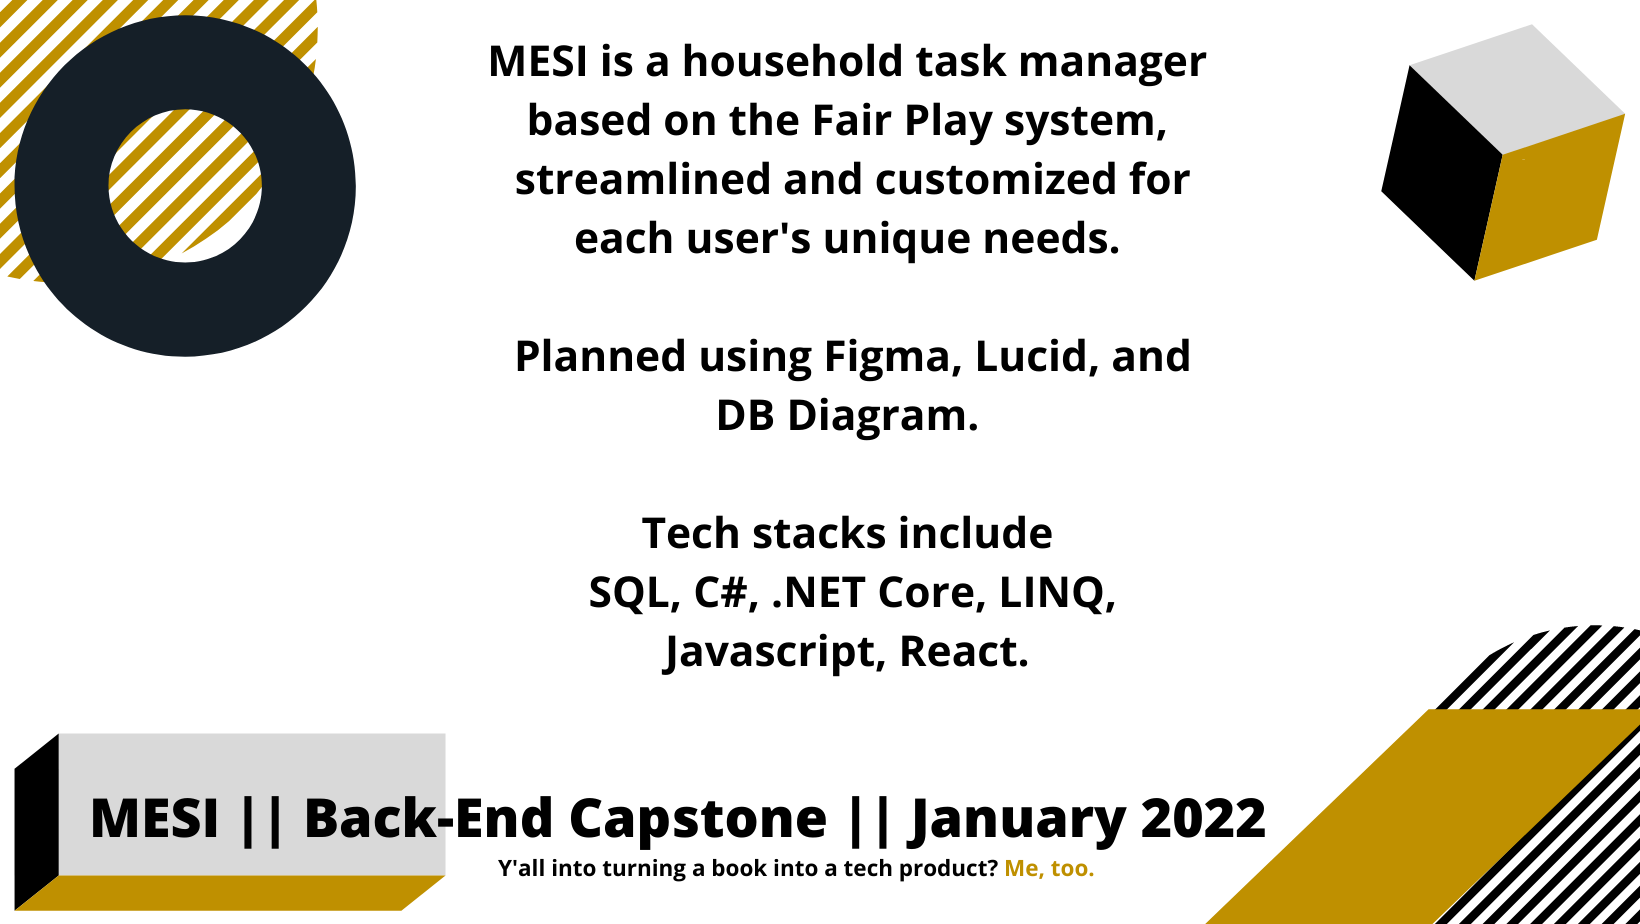 MESI is a household task manager
based on the Fair Play system,
streamlined and customized for
each user's unique needs.
Planned using Figma, Lucid, and
DB Diagram.
Tech stacks include
SQL, C#, .NET Core, LINQ,
Javascript, React.
MESI || Back-End Capstone || January 2022
Y'all into turning a book into a tech product? Me, too.